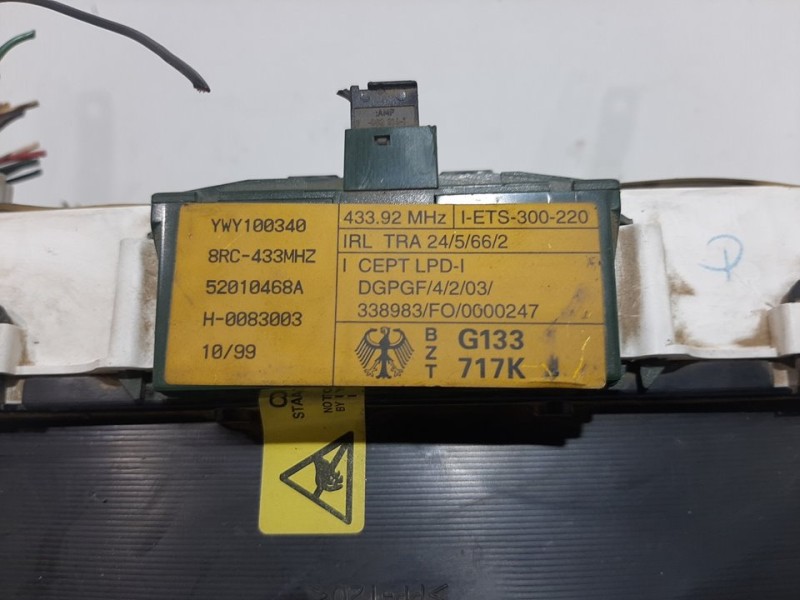 YWY100340
8RC-433MHZ
52010468A
H-0083003
10/99
433.92 MHz I-ETS-300-220
IRL TRA 24/5/66/2
I CEPT LPD-I
DGPGF/4/2/03/
338983/FO/0000247
BZT G133
717K